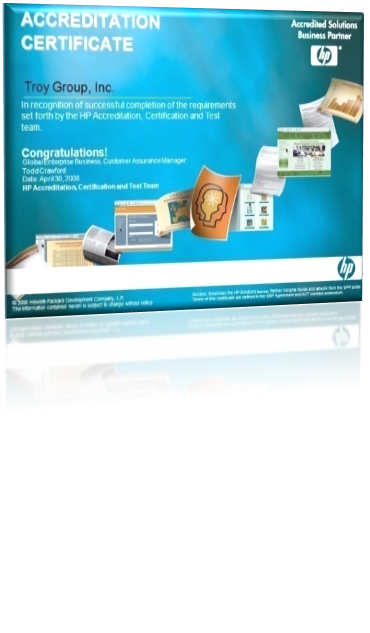 ACCREDITATION
CERTIFICATE
Accredited Solutions
Business Partner
hp
Troy Group, Inc.
In recognition of successful completion of the requirements
set forth by the HP Accreditation, Certification and Test
team.
Congratulations!
Global Enterprise Business, Customer Assurance Manager
Todd Crawford
Date: April 30, 2008
HP Accreditation, Certification and Test Team
hp
Hewlett Packard Development Company, L.P.
The information contained herein is subject to change without notice